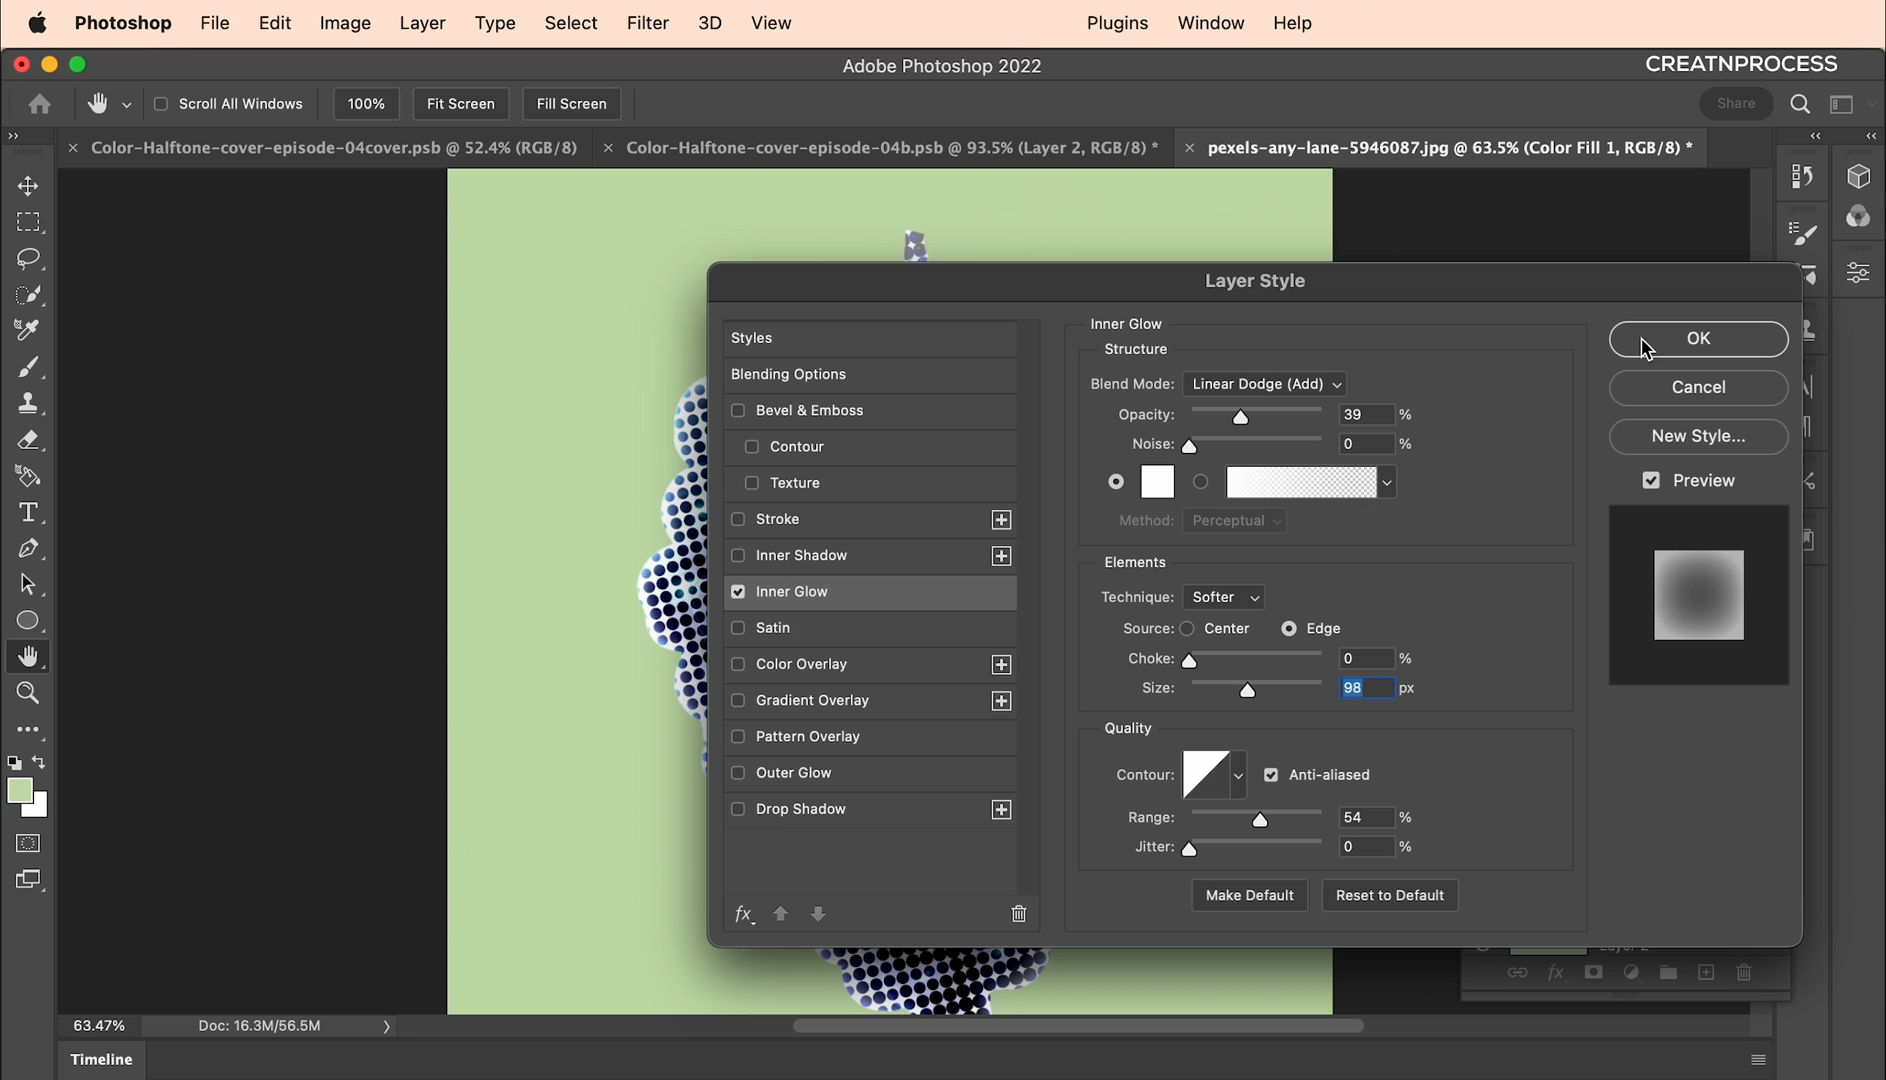 Photoshop File Edit Image Layer Type Select Filter 3D View Plugins Window Help
Adobe Photoshop 2022
CREATNPROCESS
Scroll All Windows 100% Fit Screen Fill Screen Share
Color-Halftone-cover-episode-04cover.psb @ 52.4% (RGB/8)
Color-Halftone-cover-episode-04b.psb @ 93.5% (Layer 2, RGB/8) *
pexels-any-lane-5946087.jpg @ 63.5% (Color Fill 1, RGB/8) *
Layer Style
Styles
Blending Options
Bevel & Emboss
Contour
Texture
Stroke
Inner Shadow
Inner Glow
Satin
Color Overlay
Gradient Overlay
Pattern Overlay
Outer Glow
Drop Shadow
fx
Inner Glow
Structure
Blend Mode: Linear Dodge (Add)
Opacity: 39 %
Noise: 0 %
Method: Perceptual
Elements
Technique: Softer
Source: Center Edge
Choke: 0 %
Size: 98 px
Quality
Contour: Anti-aliased
Range: 54 %
Jitter: 0 %
Make Default Reset to Default
OK
Cancel
New Style...
Preview
fx
63.47% Doc: 16.3M/56.5M
Timeline